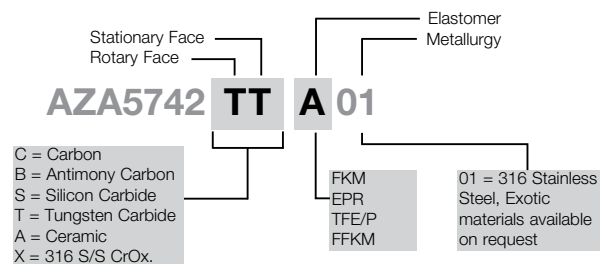 Stationary Face
Rotary Face
Elastomer
Metallurgy
AZA5742 TT A 01
C = Carbon
B = Antimony Carbon
S = Silicon Carbide
T = Tungsten Carbide
A = Ceramic
X = 316 S/S CrOx.
FKM
EPR
TFE/P
FFKM
01 = 316 Stainless
Steel, Exotic
materials available
on request